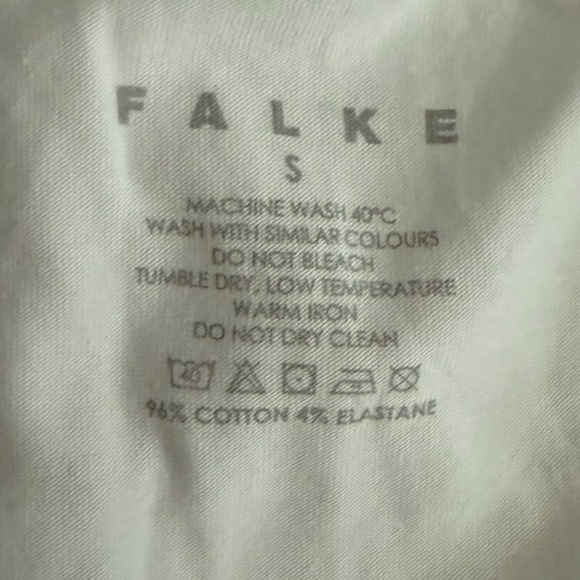 FALKE
S
MACHINE WASH 40°C
WASH WITH SIMILAR COLOURS
DO NOT BLEACH
TUMBLE DRY, LOW TEMPERATURE
WARM IRON
DO NOT DRY CLEAN
40
96% COTTON 4% ELASTANE